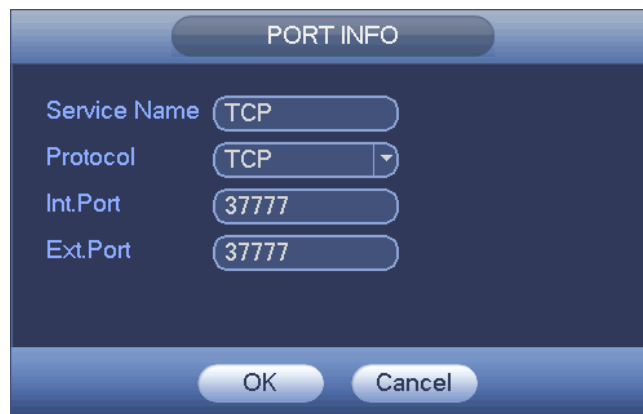 PORT INFO
Service Name TCP
Protocol TCP
Int.Port 37777
Ext.Port 37777
OK Cancel